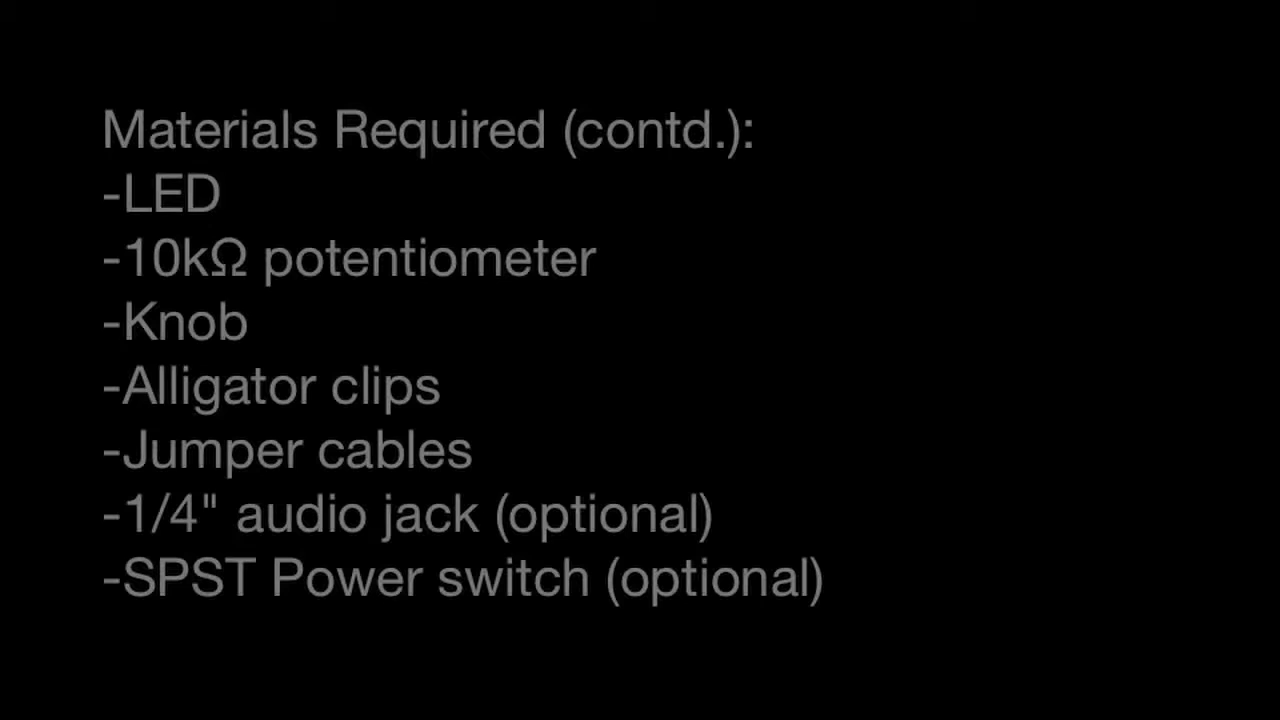 Materials Required (contd.):
-LED
-10kΩ potentiometer
-Knob
-Alligator clips
-Jumper cables
-1/4" audio jack (optional)
-SPST Power switch (optional)